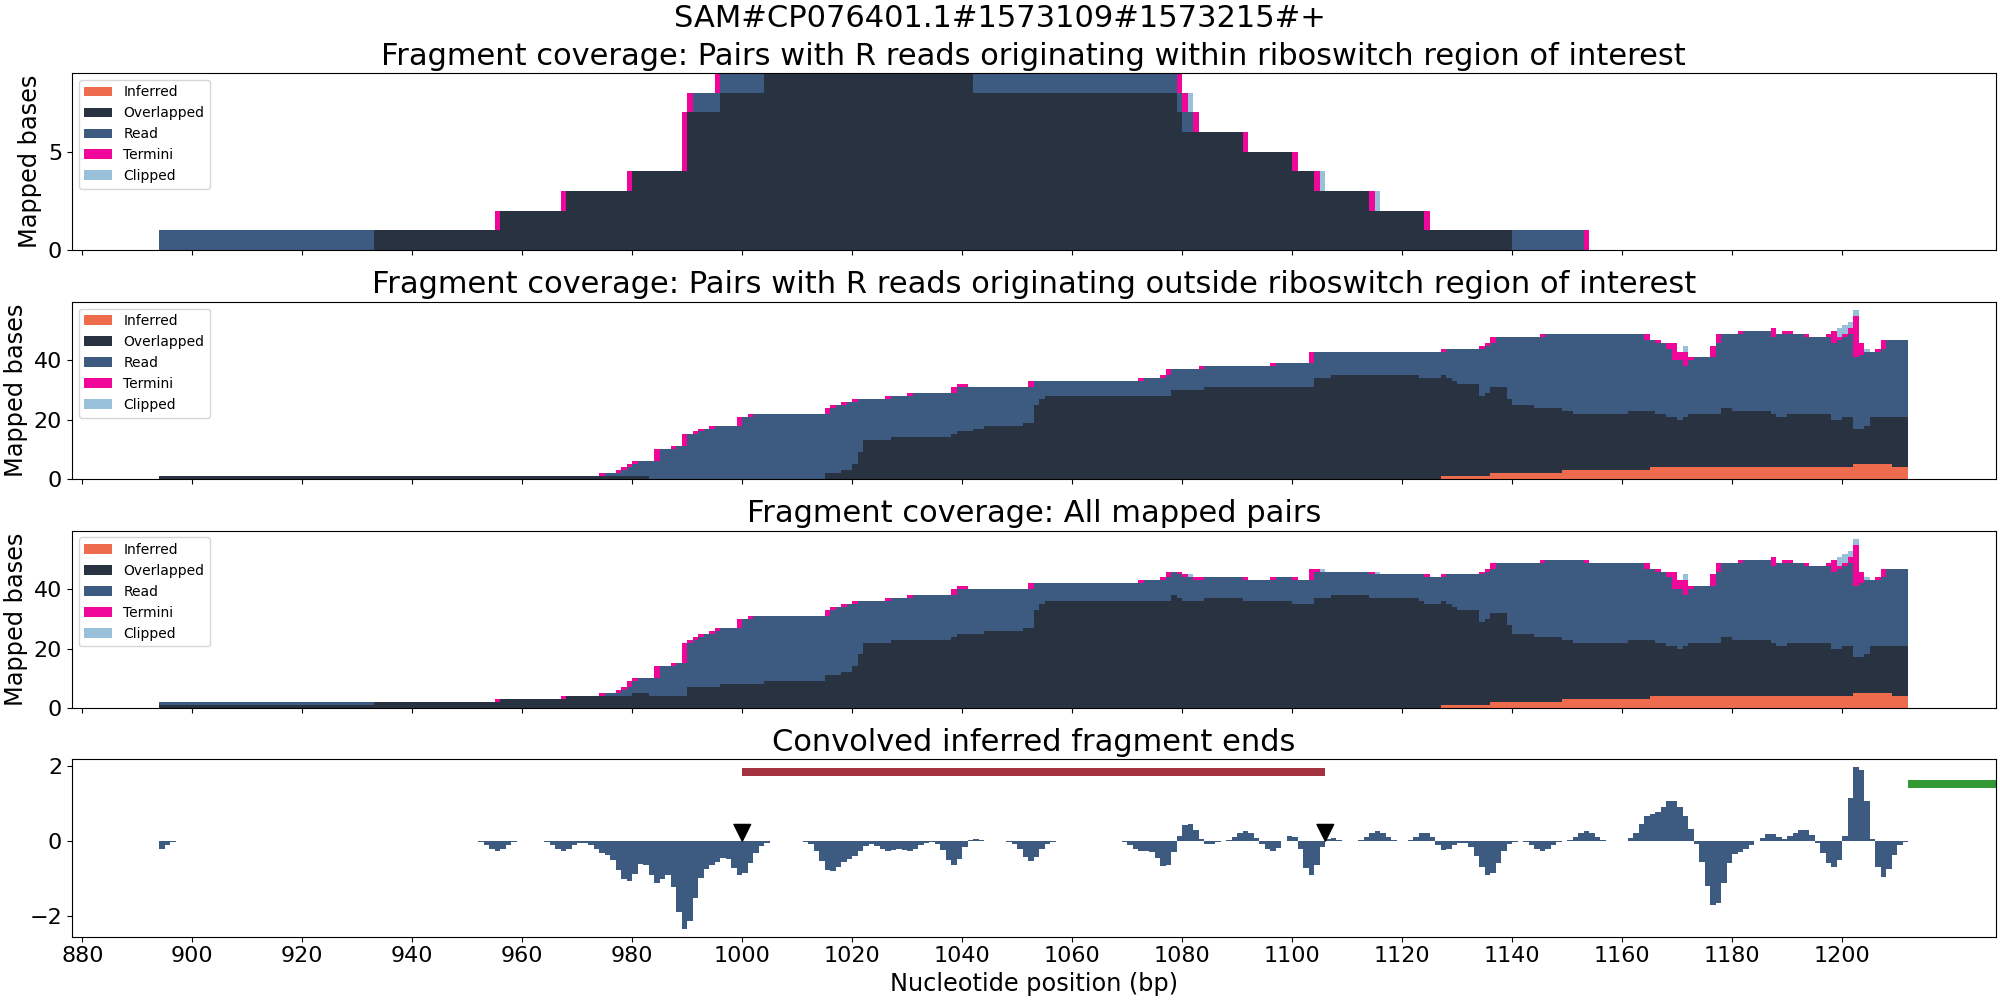 SAM#CP076401.1#1573109#1573215#+
Fragment coverage: Pairs with R reads originating within riboswitch region of interest
Mapped bases
5
0
Inferred
Overlapped
Read
Termini
Clipped
Fragment coverage: Pairs with R reads originating outside riboswitch region of interest
Mapped bases
40
20
0
Inferred
Overlapped
Read
Termini
Clipped
Fragment coverage: All mapped pairs
Mapped bases
40
20
0
Inferred
Overlapped
Read
Termini
Clipped
Convolved inferred fragment ends
2
0
−2
880 900 920 940 960 980 1000 1020 1040 1060 1080 1100 1120 1140 1160 1180 1200
Nucleotide position (bp)